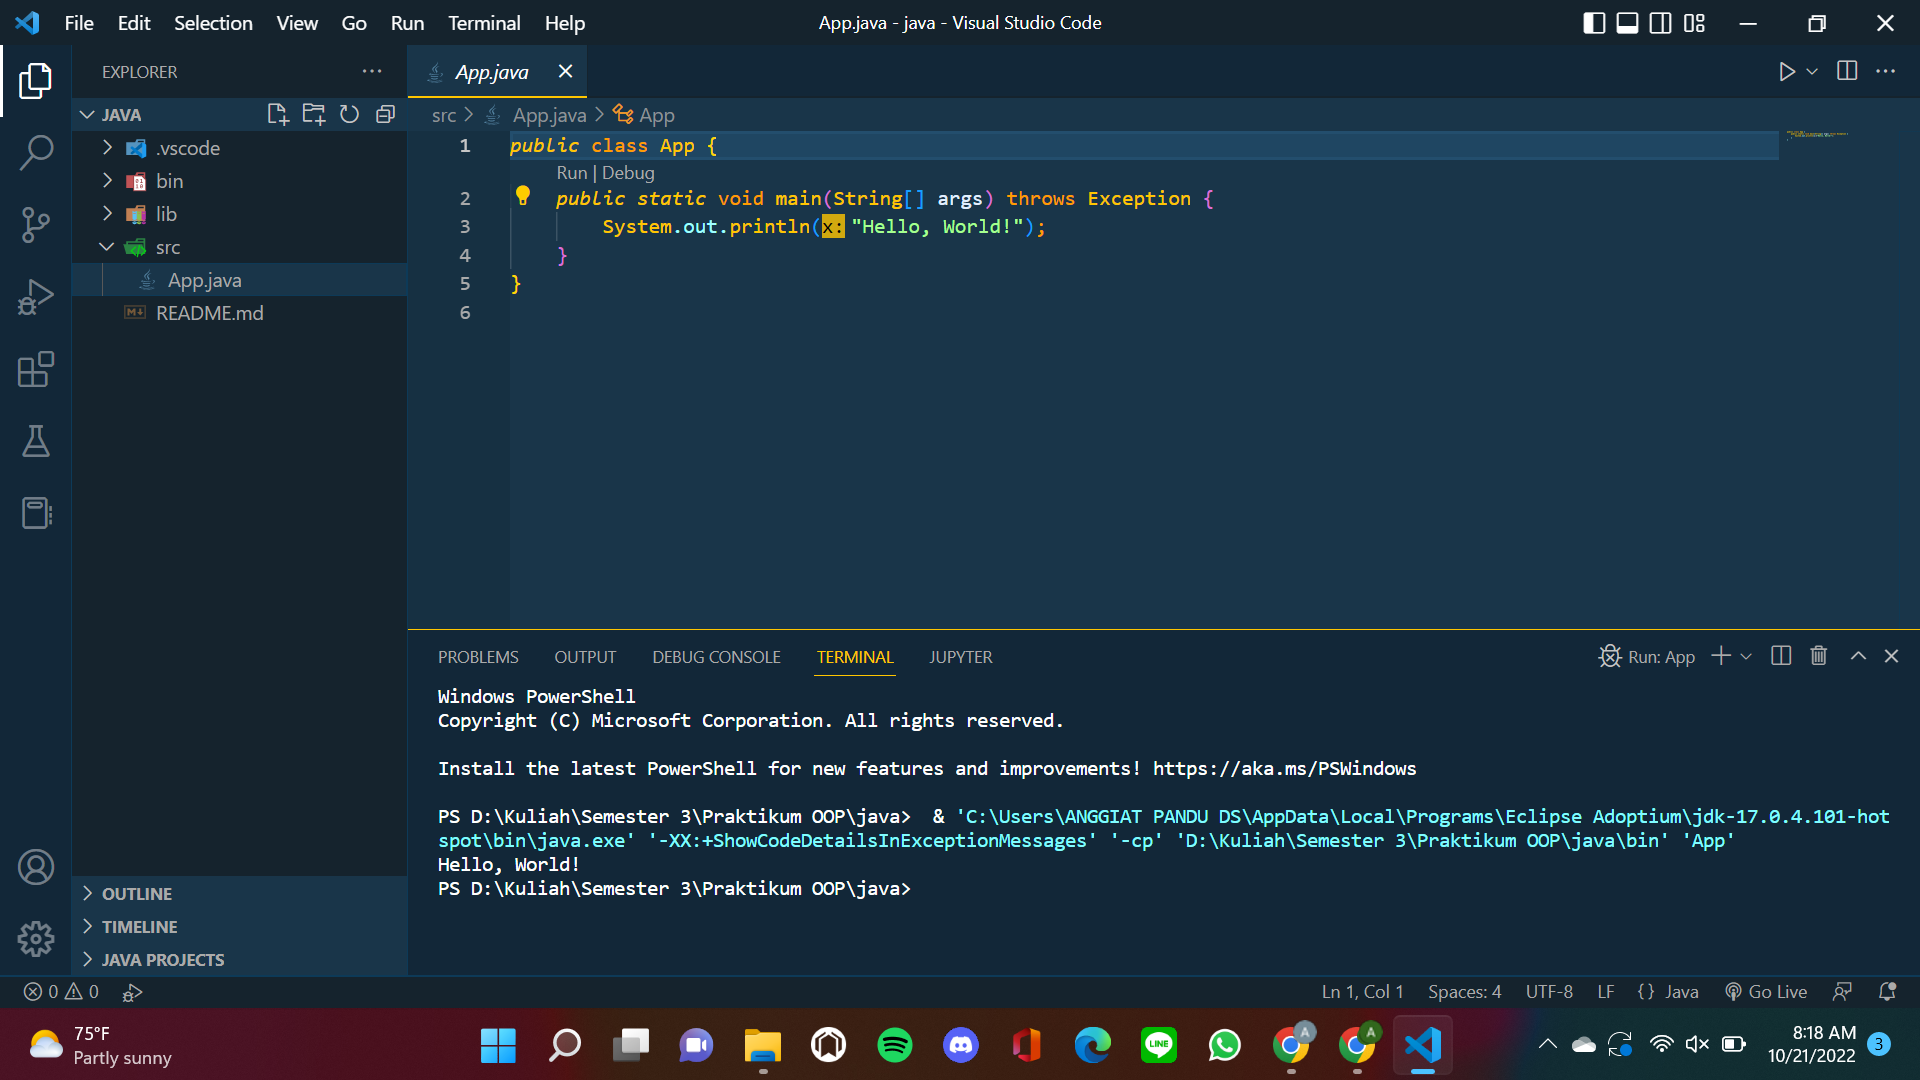 File Edit Selection View Go Run Terminal Help
App.java - java - Visual Studio Code
EXPLORER
App.java
JAVA
src App.java App
.vscode
bin
lib
src
App.java
README.md
1 public class App {
Run | Debug
2 public static void main(String[] args) throws Exception {
3 System.out.println(x: "Hello, World!");
4 }
5 }
6
PROBLEMS OUTPUT DEBUG CONSOLE TERMINAL JUPYTER
Run: App
Windows PowerShell
Copyright (C) Microsoft Corporation. All rights reserved.
Install the latest PowerShell for new features and improvements! https://aka.ms/PSWindows
PS D:\Kuliah\Semester 3\Praktikum OOP\java>  & 'C:\Users\ANGGIAT PANDU DS\AppData\Local\Programs\Eclipse Adoptium\jdk-17.0.4.101-hot
spot\bin\java.exe' '-XX:+ShowCodeDetailsInExceptionMessages' '-cp' 'D:\Kuliah\Semester 3\Praktikum OOP\java\bin' 'App'
Hello, World!
PS D:\Kuliah\Semester 3\Praktikum OOP\java>
OUTLINE
TIMELINE
JAVA PROJECTS
0 0
Ln 1, Col 1 Spaces: 4 UTF-8 LF {} Java Go Live
75°F
Partly sunny
LINE
A
A
8:18 AM
10/21/2022
3